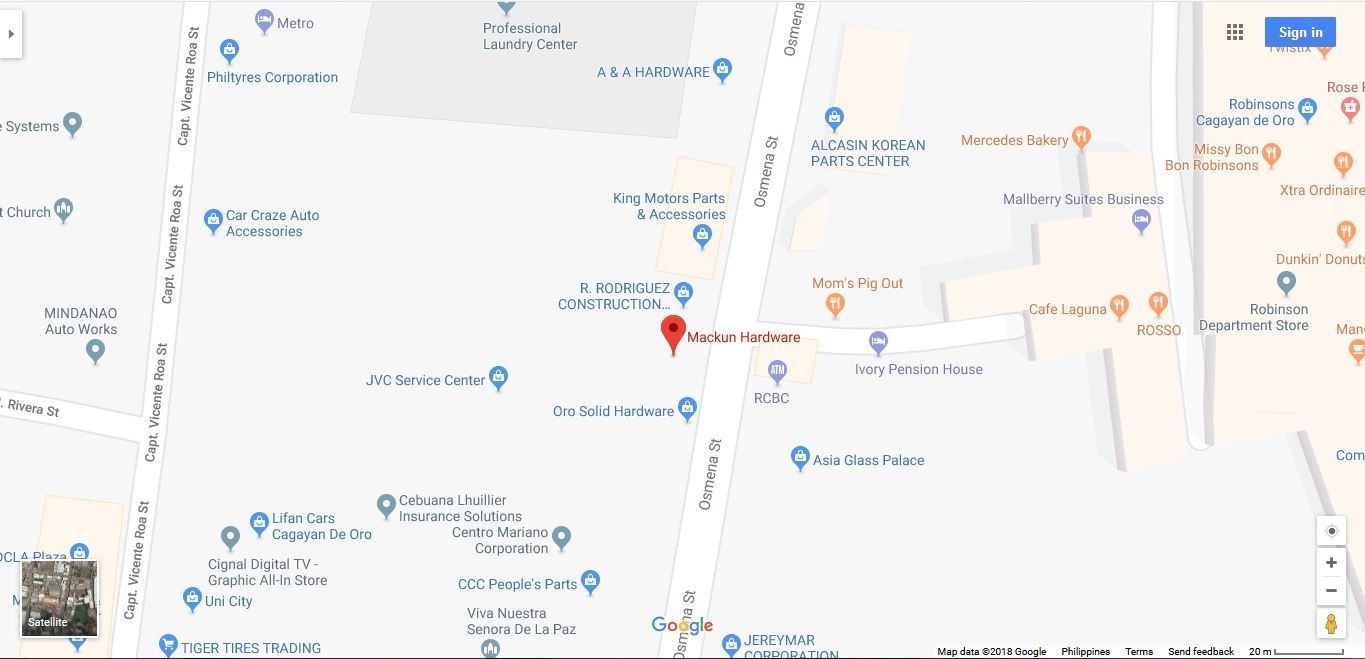 Metro
Professional
Laundry Center
Osmena
Sign in
Twistix
Capt. Vicente Roa St
Philtyres Corporation
A & A HARDWARE
Rose
Robinsons
Cagayan de Oro
e Systems
ALCASIN KOREAN
PARTS CENTER
Mercedes Bakery
Missy Bon
Bon Robinsons
Osmena St
Xtra Ordinaire
King Motors Parts
& Accessories
Mallberry Suites Business
t Church
Car Craze Auto
Accessories
Capt. Vicente Roa St
Dunkin' Donuts
R. RODRIGUEZ
CONSTRUCTION...
Mom's Pig Out
MINDANAO
Auto Works
Cafe Laguna
ROSSO
Robinson
Department Store
Mackun Hardware
Ivory Pension House
JVC Service Center
ATM
RCBC
. Rivera St
Capt. Vicente Roa St
Oro Solid Hardware
Osmena St
Asia Glass Palace
Com
Cebuana Lhuillier
Insurance Solutions
Lifan Cars
Cagayan De Oro
Centro Mariano
Corporation
OCLA Plaza
Cignal Digital TV -
Graphic All-In Store
Capt. Vicente Roa St
CCC People's Parts
Uni City
Satellite
Viva Nuestra
Senora De La Paz
Google
Osmena St
TIGER TIRES TRADING
JEREYMAR
CORPORATION
Map data ©2018 Google
Philippines
Terms
Send feedback
20 m